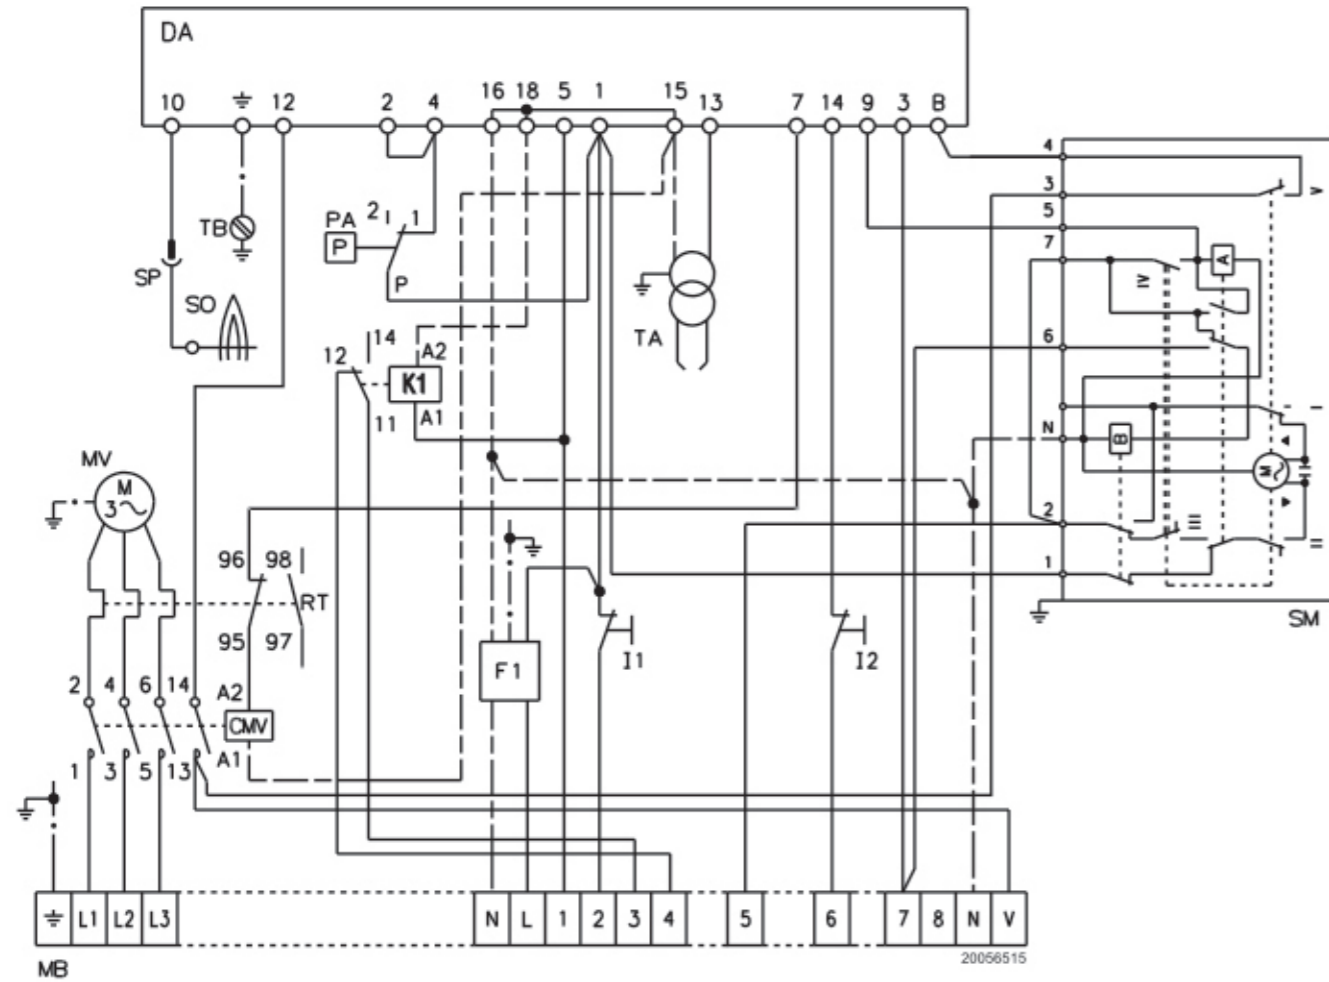 DA
10 12 2 4 16 18 5 1 15 13 7 14 9 3 B
4
3
V
5
7
A
IV
6
I
N
B
M
2
III
II
1
SM
TB
SP
SO
PA 2 1
P
P
TA
14
12 A2
K1
11 A1
MV
M
3
96 98
RT
95 97
F1
I1
I2
2 4 6 14 A2
CMV
1 3 5 13 A1
L1 L2 L3 N L 1 2 3 4 5 6 7 8 N V
20056515
MB